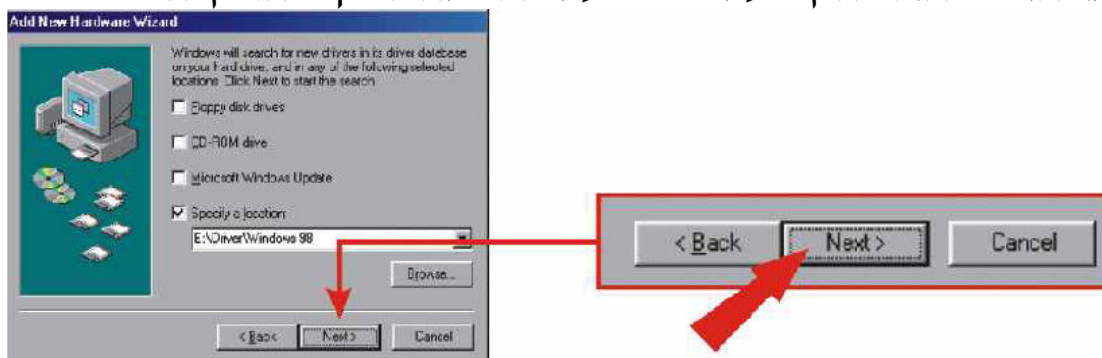 Add New Hardware Wizard
Windows will search for new drivers in its driver database
on your hard drive, and in any of the following selected
locations. Click Next to start the search.
Floppy disk drives
CD-ROM drive
Microsoft Windows Update
Specify a location:
E:\Driver\Windows 98
Browse...
< Back
Next >
Cancel
< Back
Next >
Cancel